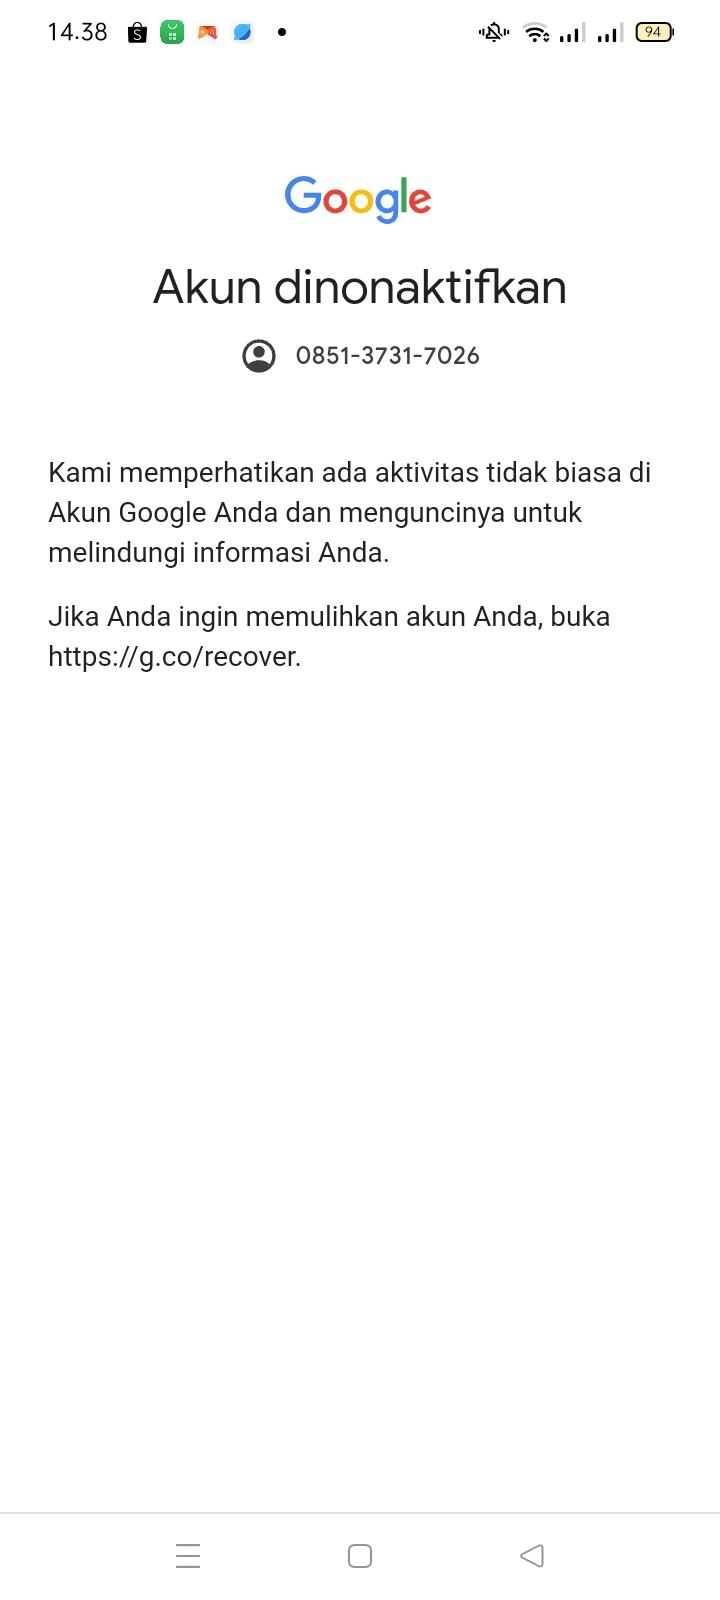 14.38
94
Google
Akun dinonaktifkan
0851-3731-7026
Kami memperhatikan ada aktivitas tidak biasa di
Akun Google Anda dan menguncinya untuk
melindungi informasi Anda.
Jika Anda ingin memulihkan akun Anda, buka
https://g.co/recover.